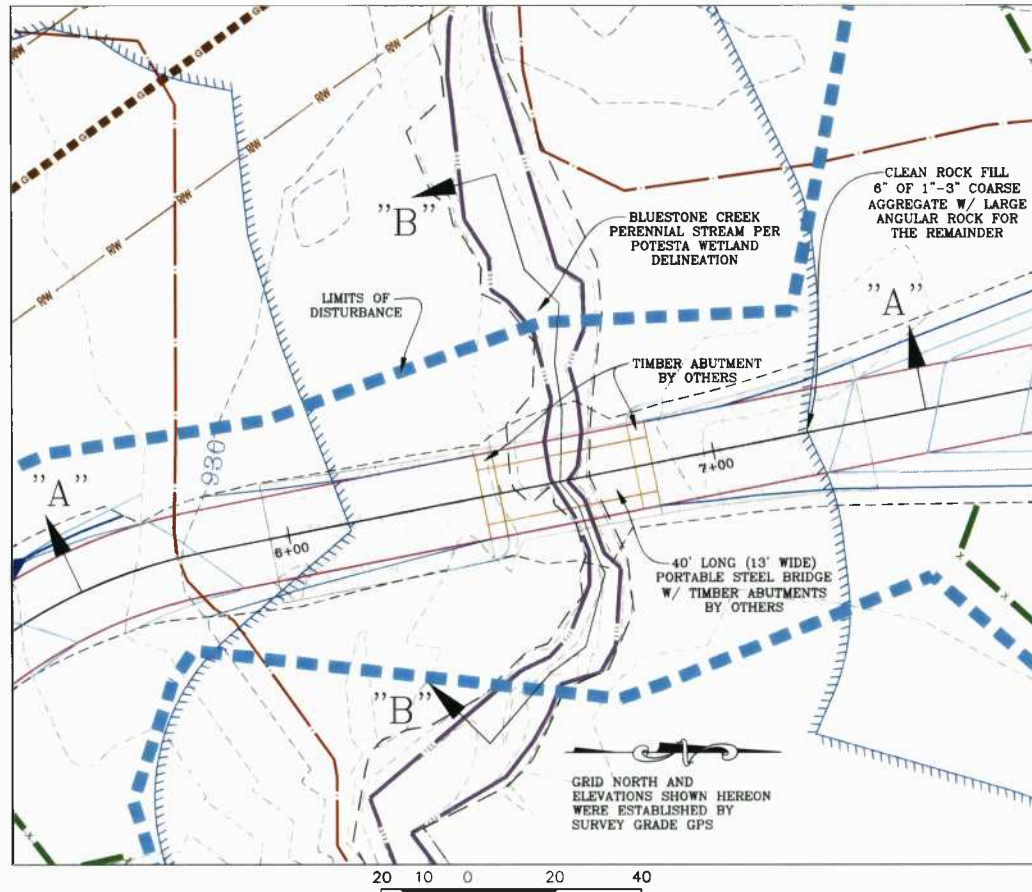 G
R/W
R/W
G
R/W
R/W
G
R/W
G
R/W
CLEAN ROCK FILL
6" OF 1"-3" COARSE
AGGREGATE W/ LARGE
ANGULAR ROCK FOR
THE REMAINDER
"B"
BLUESTONE CREEK
PERENNIAL STREAM PER
POTESTA WETLAND
DELINEATION
LIMITS OF
DISTURBANCE
"A"
TIMBER ABUTMENT
BY OTHERS
930
7+00
"A"
6+00
40' LONG (13' WIDE)
PORTABLE STEEL BRIDGE
W/ TIMBER ABUTMENTS
BY OTHERS
X
"B"
GRID NORTH AND
ELEVATIONS SHOWN HEREON
WERE ESTABLISHED BY
SURVEY GRADE GPS
X
X
20 10 0 20 40